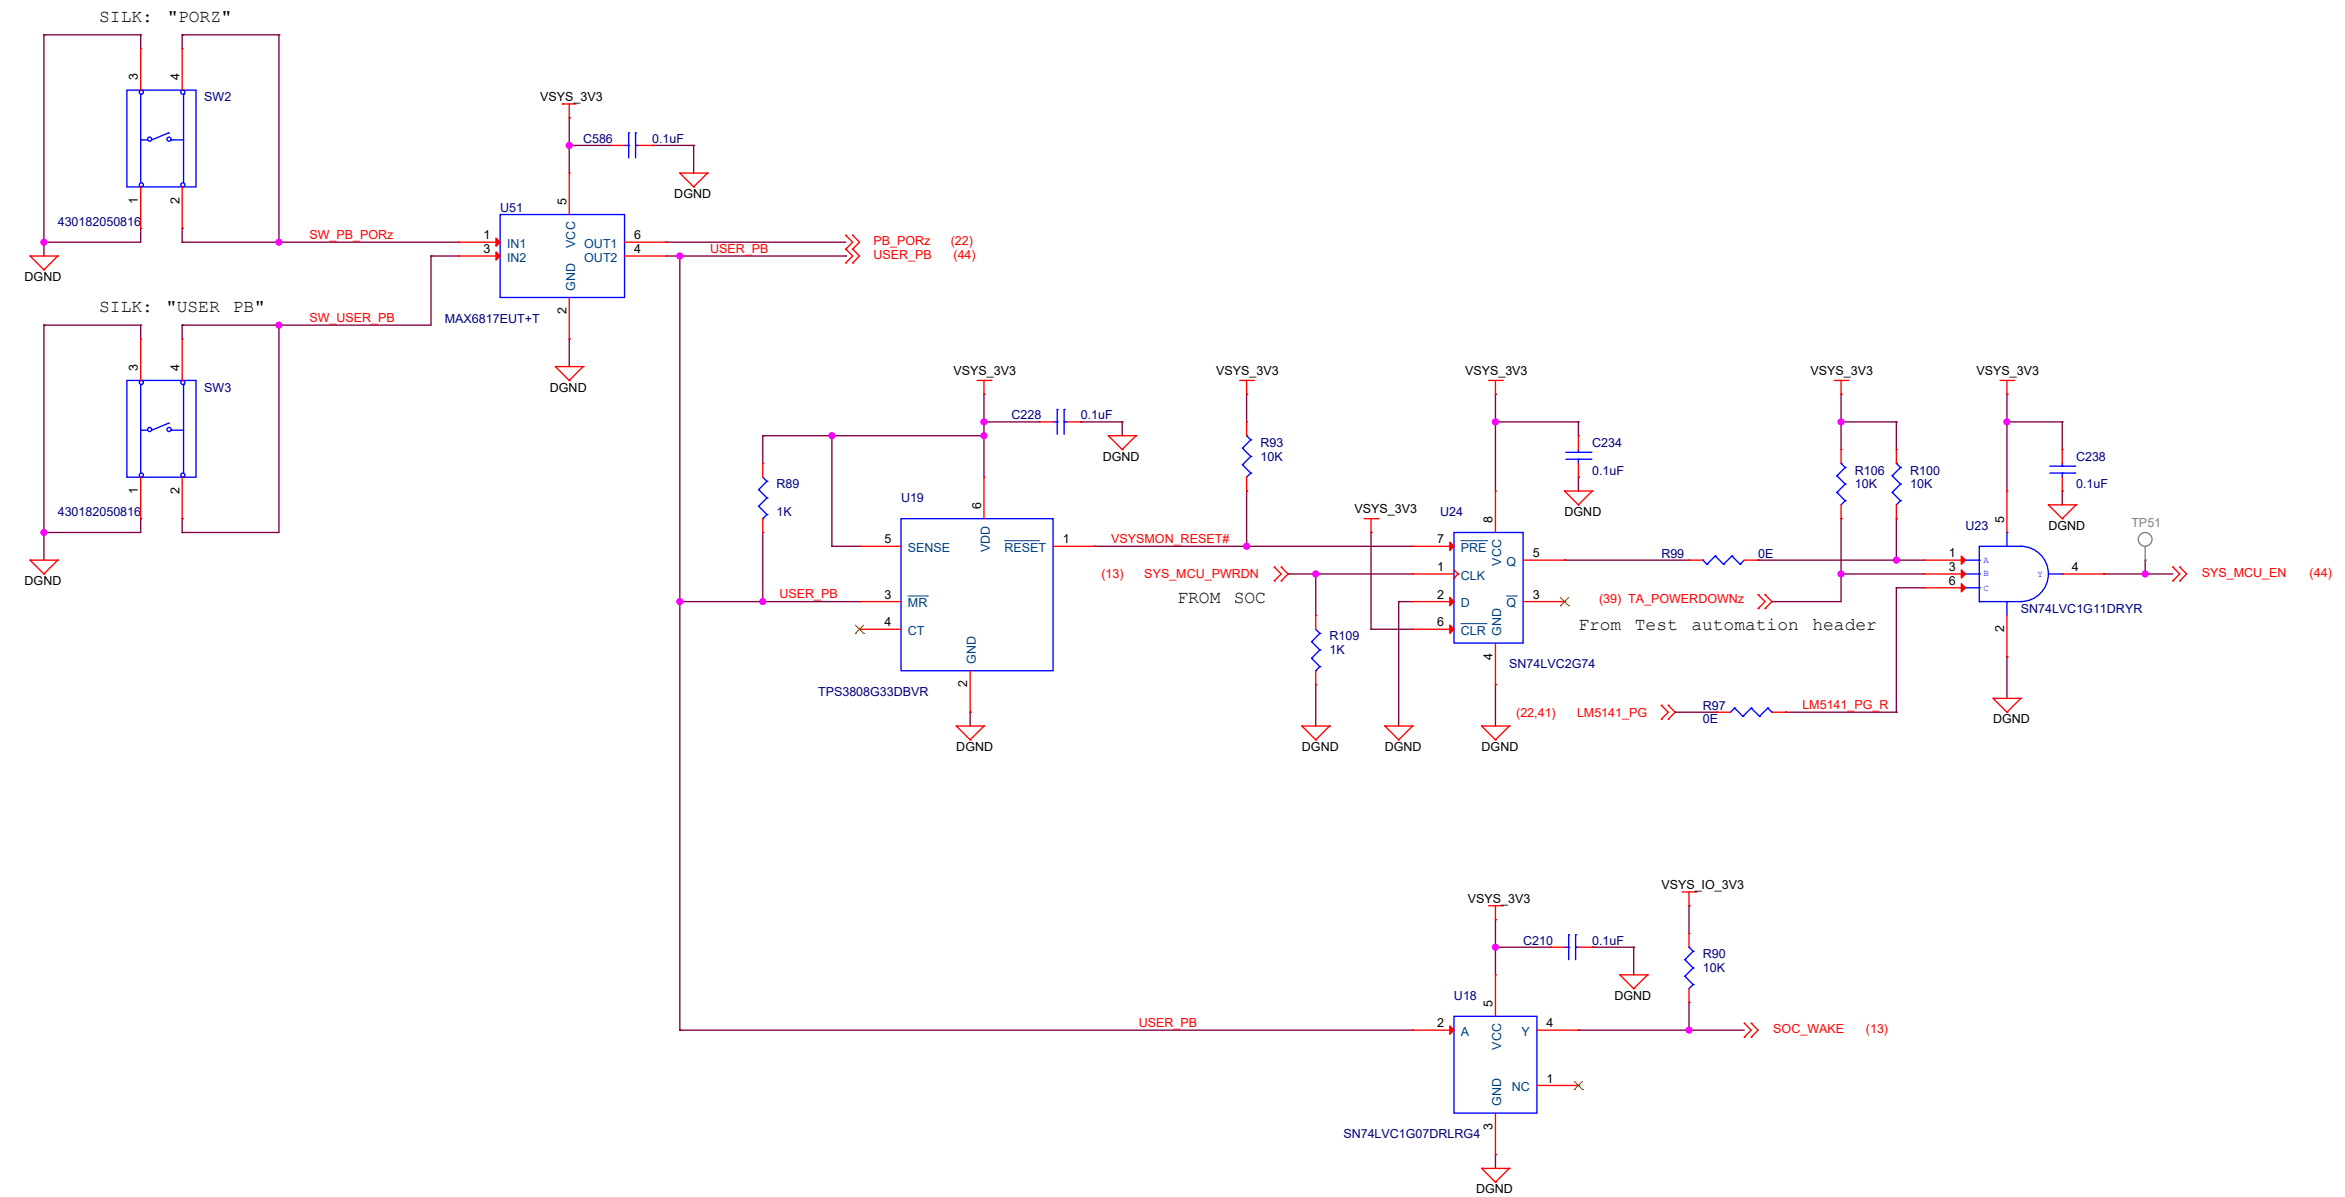 SILK: "PORZ"
3
4
SW2
1
2
430182050816
DGND
SW_PB_PORz
SILK: "USER PB"
SW_USER_PB
3
4
SW3
1
2
430182050816
DGND
VSYS_3V3
C586
0.1uF
DGND
U51
5
1
IN1
3
IN2
VCC
GND
OUT1
6
OUT2
4
2
MAX6817EUT+T
DGND
PB_PORz (22)
USER_PB
USER_PB (44)
VSYS_3V3
C228
0.1uF
DGND
R89
1K
U19
6
5
SENSE
VDD
RESET
1
USER_PB
3
MR
4
CT
GND
2
TPS3808G33DBVR
DGND
VSYS_3V3
R93
10K
VSYSMON_RESET#
(13) SYS_MCU_PWRDN
FROM SOC
R109
1K
DGND
DGND
VSYS_3V3
C234
0.1uF
DGND
VSYS_3V3
U24
8
7
PRE
VCC
Q
5
1
CLK
2
D
Q
3
6
CLR
GND
4
SN74LVC2G74
DGND
R99
0E
(39) TA_POWERDOWNz
From Test automation header
(22,41) LM5141_PG
R97
0E
LM5141_PG_R
VSYS_3V3
R106
10K
R100
10K
VSYS_3V3
C238
0.1uF
DGND
U23
5
1
A
3
B
6
C
Y
4
2
SN74LVC1G11DRYR
DGND
TP51
SYS_MCU_EN (44)
USER_PB
VSYS_3V3
C210
0.1uF
DGND
VSYS_IO_3V3
R90
10K
U18
5
2
A
VCC
Y
4
GND
NC
1
3
SN74LVC1G07DRLRG4
DGND
SOC_WAKE (13)